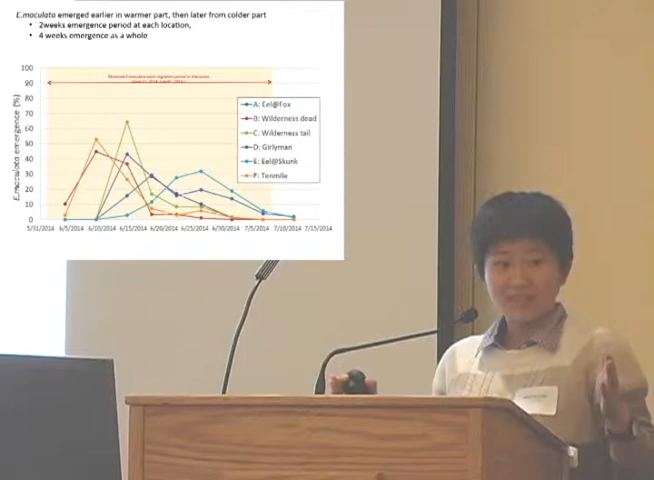 E.maculata emerged earlier in warmer part, then later from colder part
• 2weeks emergence period at each location,
• 4 weeks emergence as a whole
100
90
80
70
60
50
40
30
20
10
0
E.maculata emergence (%)
A: Eel@Fox
B: Wilderness dead
C: Wilderness tail
D: Girlyman
E: Eel@Skunk
F: Tenmile
5/31/2014 6/5/2014 6/10/2014 6/15/2014 6/20/2014 6/25/2014 6/30/2014 7/5/2014 7/10/2014 7/15/2014